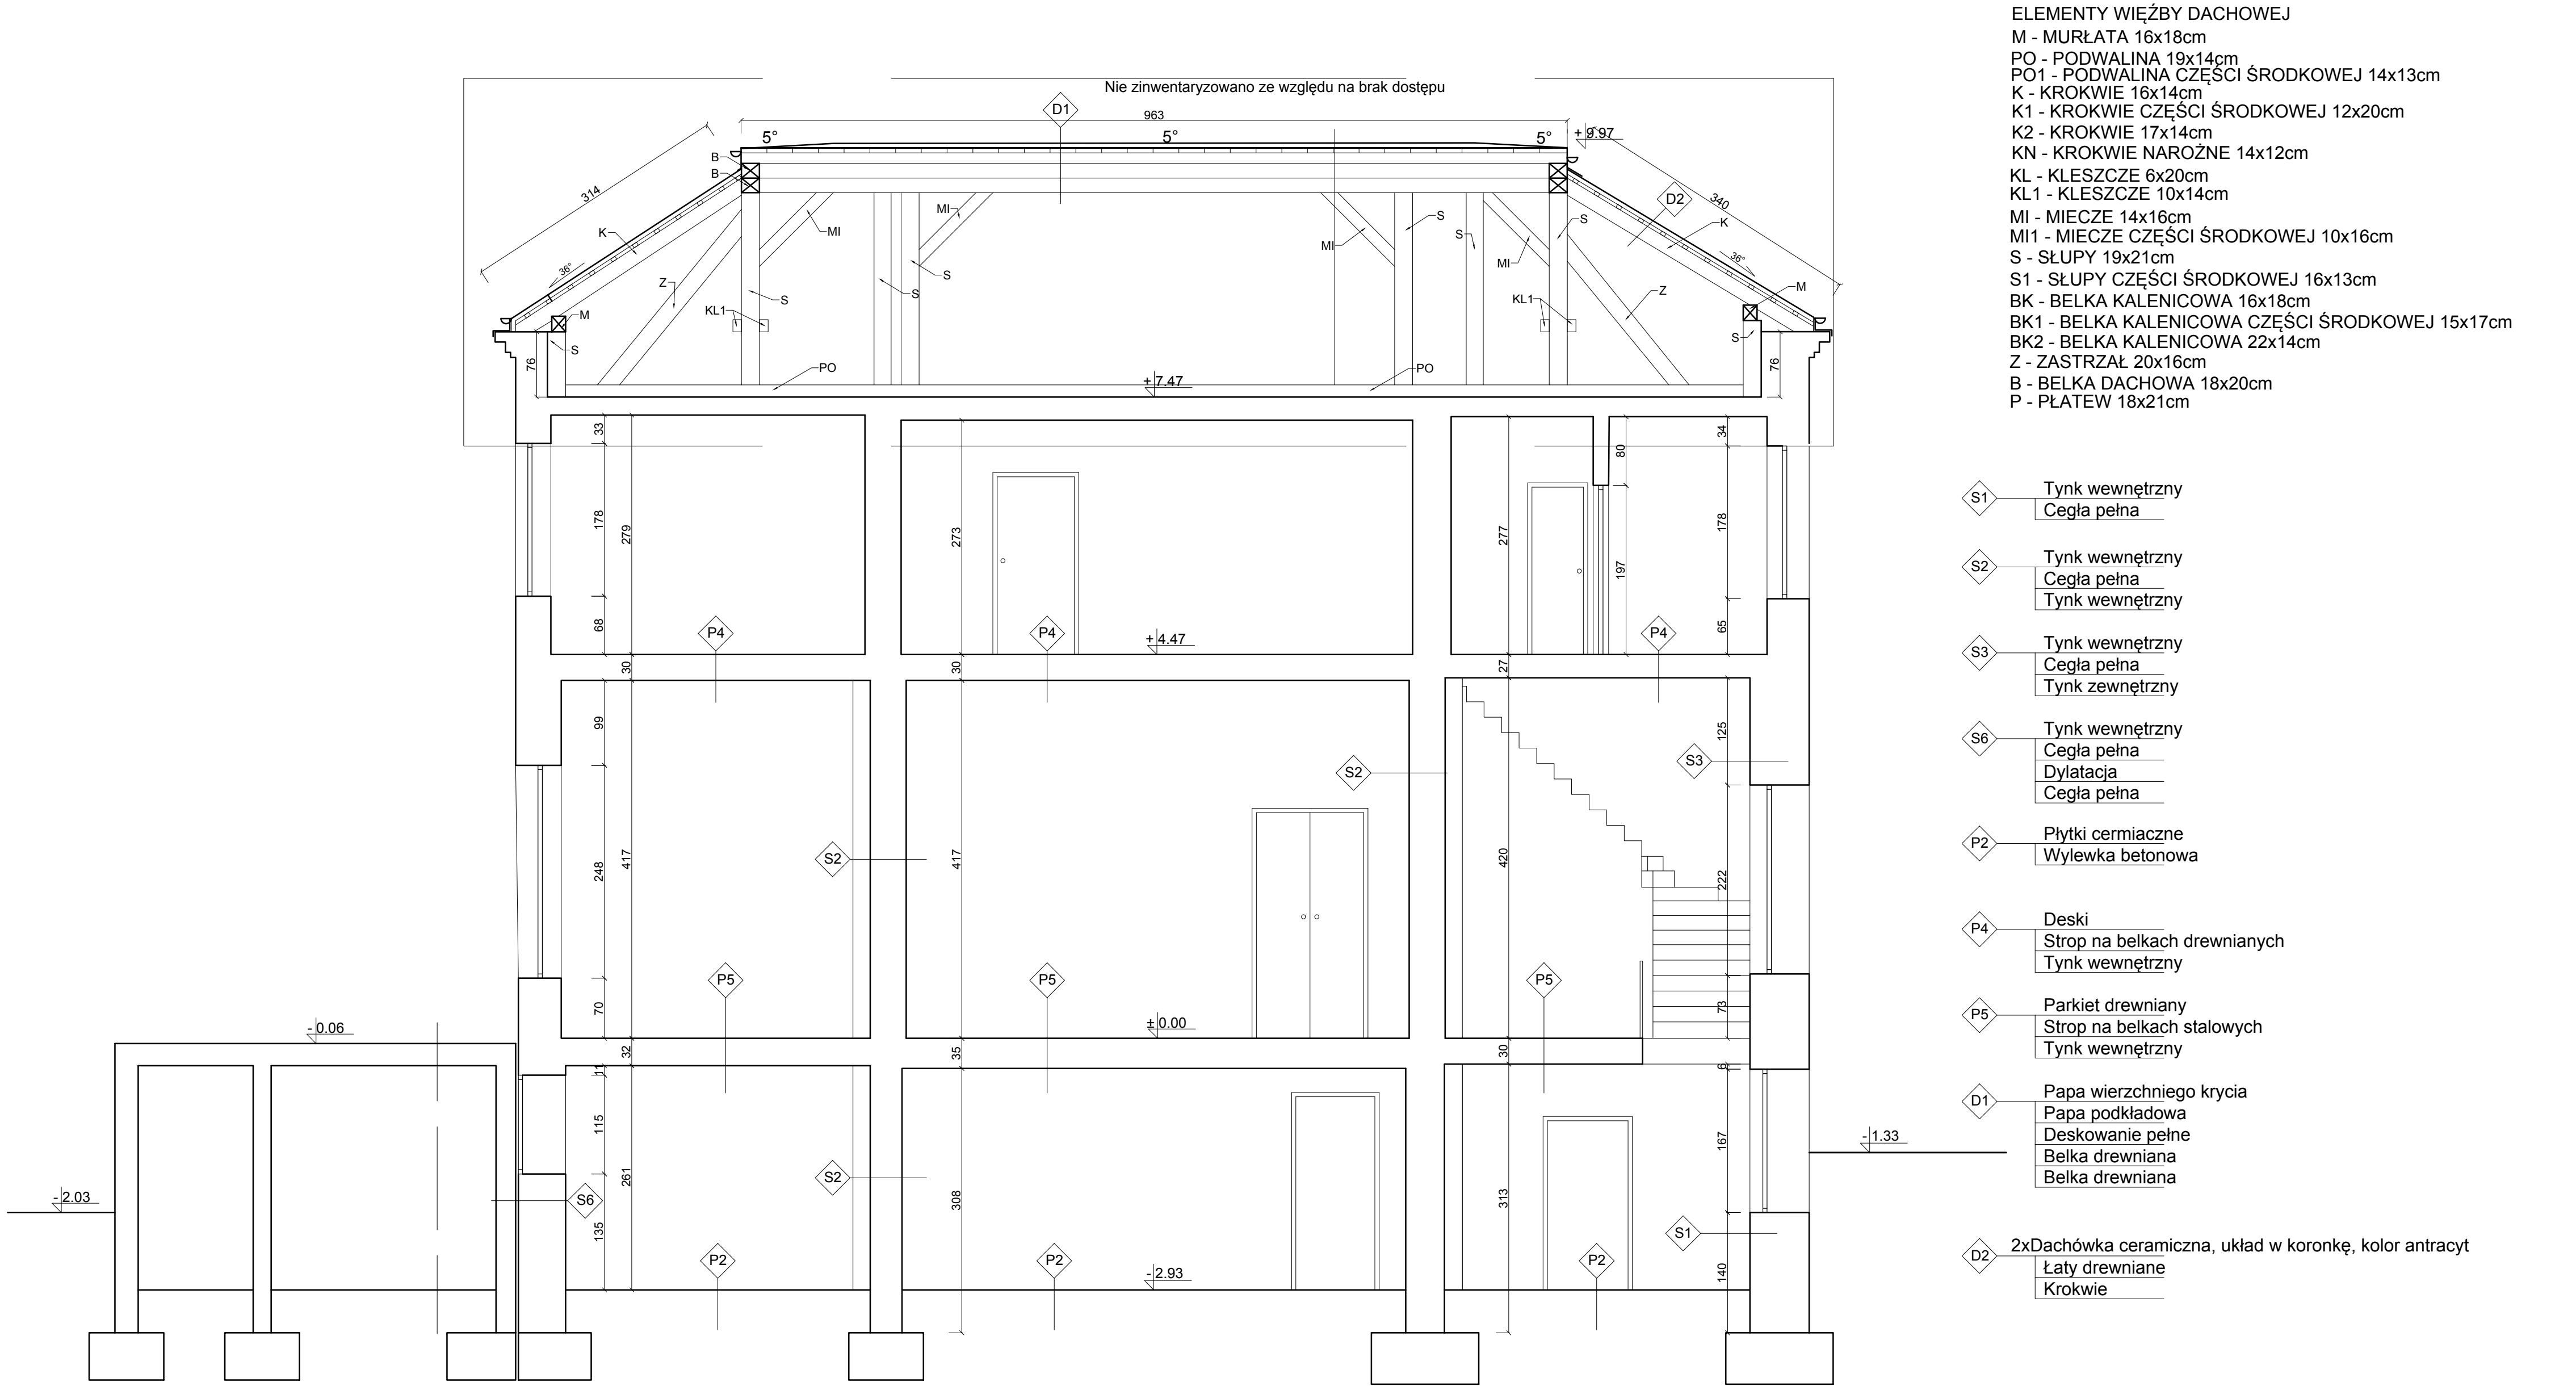 ELEMENTY WIĘŹBY DACHOWEJ
M - MURŁATA 16x18cm
PO - PODWALINA 19x14cm
PO1 - PODWALINA CZĘŚCI ŚRODKOWEJ 14x13cm
K - KROKWIE 16x14cm
K1 - KROKWIE CZĘŚCI ŚRODKOWEJ 12x20cm
K2 - KROKWIE 17x14cm
KN - KROKWIE NAROŻNE 14x12cm
KL - KLESZCZE 6x20cm
KL1 - KLESZCZE 10x14cm
MI - MIECZE 14x16cm
MI1 - MIECZE CZĘŚCI ŚRODKOWEJ 10x16cm
S - SŁUPY 19x21cm
S1 - SŁUPY CZĘŚCI ŚRODKOWEJ 16x13cm
BK - BELKA KALENICOWA 16x18cm
BK1 - BELKA KALENICOWA CZĘŚCI ŚRODKOWEJ 15x17cm
BK2 - BELKA KALENICOWA 22x14cm
Z - ZASTRZAŁ 20x16cm
B - BELKA DACHOWA 18x20cm
P - PŁATEW 18x21cm
Nie zinwentaryzowano ze względu na brak dostępu
D1
963
5°
5°
5°
+ 9.97
B
B
314
340
D2
K
MI
MI
MI
MI
S
S
S
K
36°
36°
Z
S
S
S
KL1
KL1
Z
M
M
S
S
76
76
PO
PO
+ 7.47
33
178
68
279
273
277
80
197
34
178
65
P4
P4
P4
+ 4.47
30
30
27
99
248
70
417
417
420
125
222
73
S2
S2
S3
P5
P5
P5
± 0.00
- 0.06
32
35
30
11
6
115
135
261
308
313
167
140
S2
S6
S1
- 1.33
- 2.03
P2
P2
P2
- 2.93
S1
Tynk wewnętrzny
Cegła pełna
S2
Tynk wewnętrzny
Cegła pełna
Tynk wewnętrzny
S3
Tynk wewnętrzny
Cegła pełna
Tynk zewnętrzny
S6
Tynk wewnętrzny
Cegła pełna
Dylatacja
Cegła pełna
P2
Płytki cermiaczne
Wylewka betonowa
P4
Deski
Strop na belkach drewnianych
Tynk wewnętrzny
P5
Parkiet drewniany
Strop na belkach stalowych
Tynk wewnętrzny
D1
Papa wierzchniego krycia
Papa podkładowa
Deskowanie pełne
Belka drewniana
Belka drewniana
D2
2xDachówka ceramiczna, układ w koronkę, kolor antracyt
Łaty drewniane
Krokwie